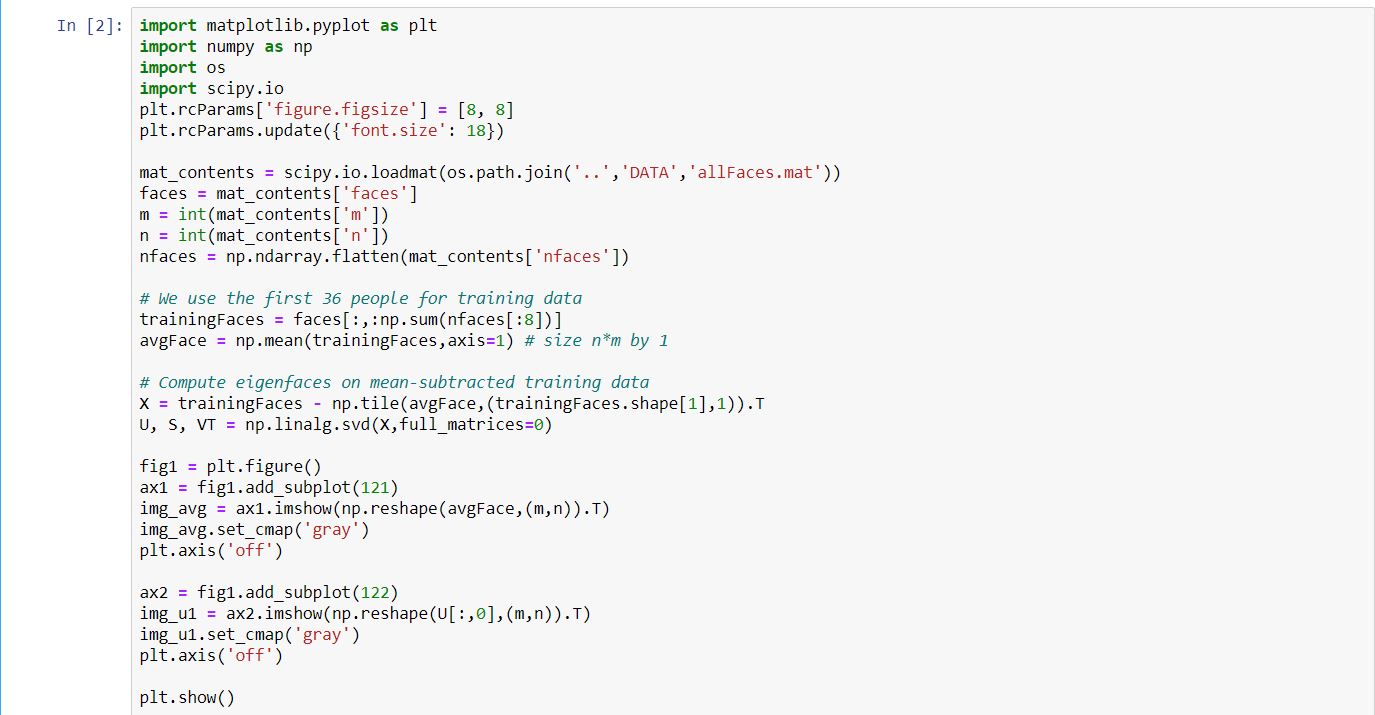 In [2]: import matplotlib.pyplot as plt
import numpy as np
import os
import scipy.io
plt.rcParams['figure.figsize'] = [8, 8]
plt.rcParams.update({'font.size': 18})
mat_contents = scipy.io.loadmat(os.path.join('..','DATA','allFaces.mat'))
faces = mat_contents['faces']
m = int(mat_contents['m'])
n = int(mat_contents['n'])
nfaces = np.ndarray.flatten(mat_contents['nfaces'])
# We use the first 36 people for training data
trainingFaces = faces[:,:np.sum(nfaces[:8])]
avgFace = np.mean(trainingFaces,axis=1) # size n*m by 1
# Compute eigenfaces on mean-subtracted training data
X = trainingFaces - np.tile(avgFace,(trainingFaces.shape[1],1)).T
U, S, VT = np.linalg.svd(X,full_matrices=0)
fig1 = plt.figure()
ax1 = fig1.add_subplot(121)
img_avg = ax1.imshow(np.reshape(avgFace,(m,n)).T)
img_avg.set_cmap('gray')
plt.axis('off')
ax2 = fig1.add_subplot(122)
img_u1 = ax2.imshow(np.reshape(U[:,0],(m,n)).T)
img_u1.set_cmap('gray')
plt.axis('off')
plt.show()